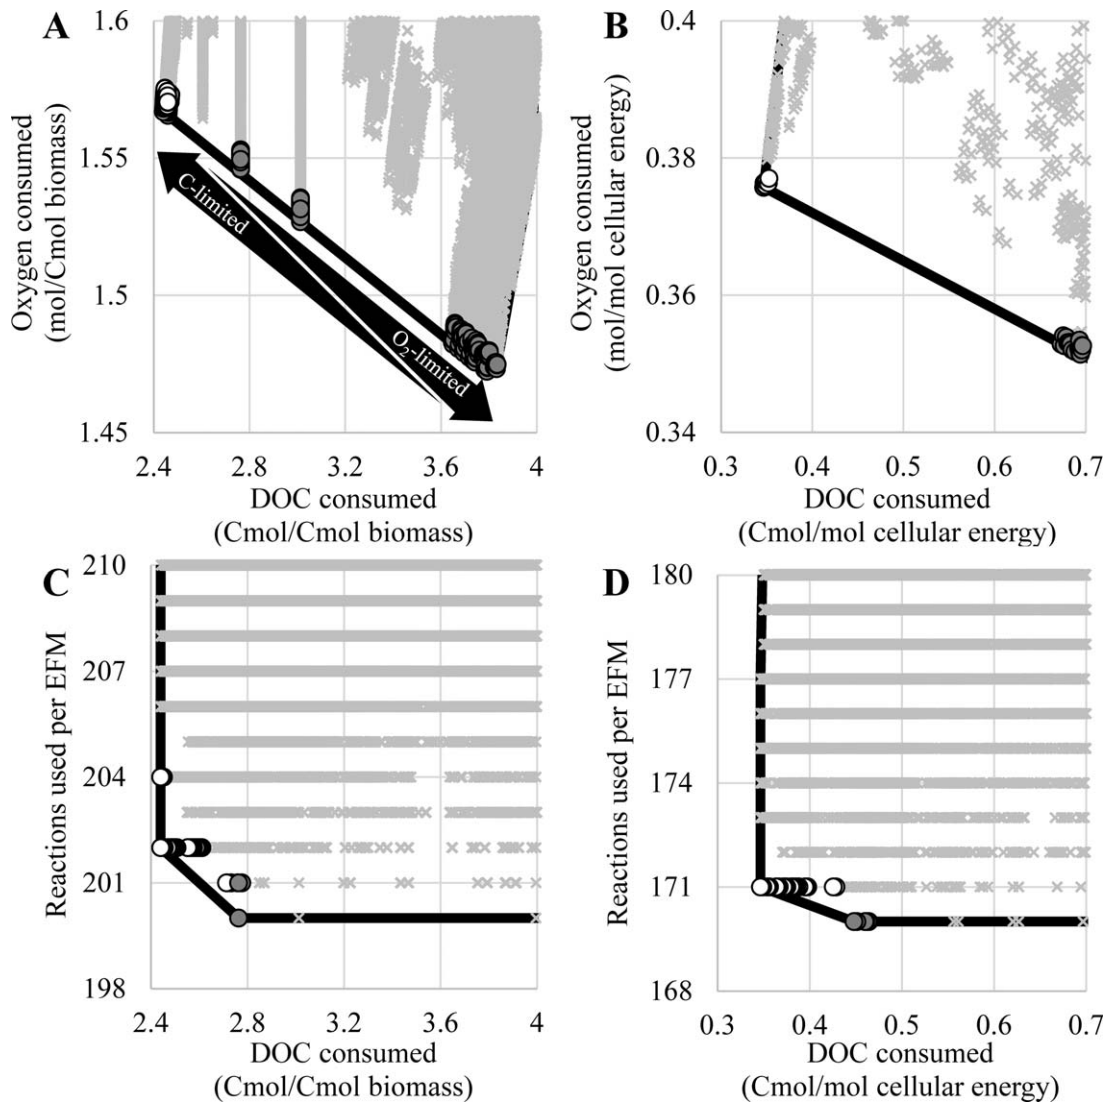 A
1.6
1.55
1.5
1.45
Oxygen consumed
(mol/Cmol biomass)
C-limited
O₂-limited
2.4 2.8 3.2 3.6 4
DOC consumed
(Cmol/Cmol biomass)
B
0.4
0.38
0.36
0.34
Oxygen consumed
(mol/mol cellular energy)
0.3 0.4 0.5 0.6 0.7
DOC consumed
(Cmol/mol cellular energy)
C
210
207
204
201
198
Reactions used per EFM
2.4 2.8 3.2 3.6 4
DOC consumed
(Cmol/Cmol biomass)
D
180
177
174
171
168
Reactions used per EFM
0.3 0.4 0.5 0.6 0.7
DOC consumed
(Cmol/mol cellular energy)